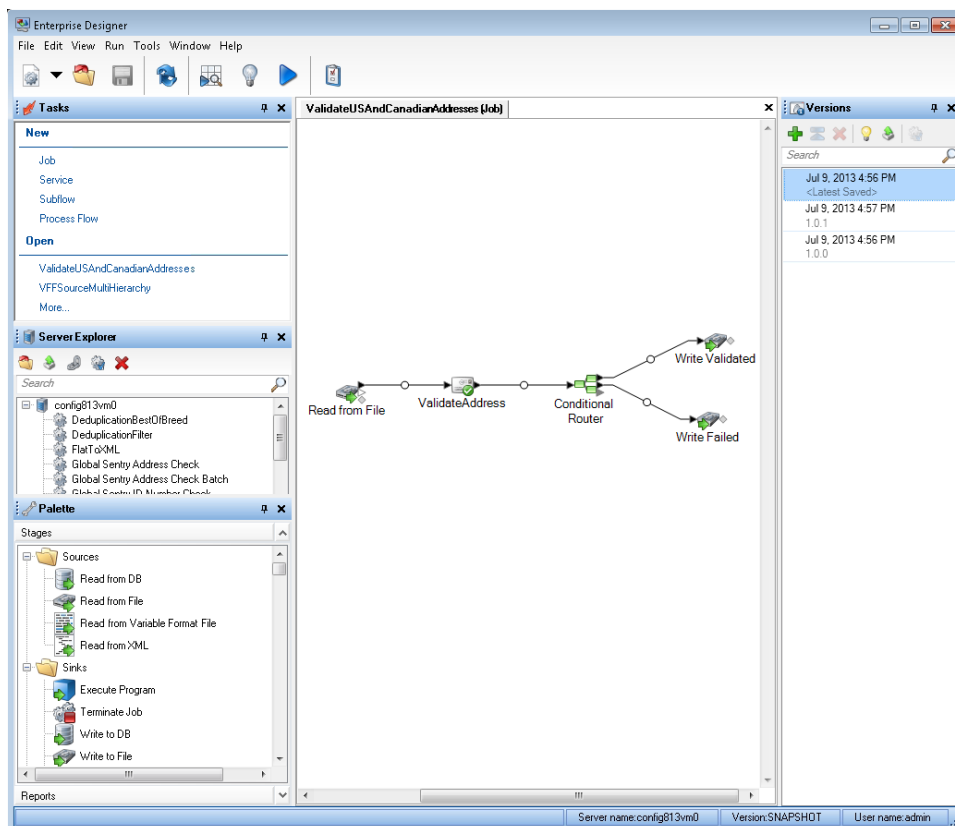 Enterprise Designer
File Edit View Run Tools Window Help
Tasks
New
Job
Service
Subflow
Process Flow
Open
ValidateUSAndCanadianAddresses
VFFSourceMultiHierarchy
More...
Server Explorer
Search
config813vm0
DeduplicationBestOfBreed
DeduplicationFilter
FlatToXML
Global Sentry Address Check
Global Sentry Address Check Batch
Global Sentry ID Number Check
Palette
Stages
Sources
Read from DB
Read from File
Read from Variable Format File
Read from XML
Sinks
Execute Program
Terminate Job
Write to DB
Write to File
Reports
ValidateUSAndCanadianAddresses (Job)
Read from File
ValidateAddress
Conditional
Router
Write Validated
Write Failed
Versions
Search
Jul 9, 2013 4:56 PM
<Latest Saved>
Jul 9, 2013 4:57 PM
1.0.1
Jul 9, 2013 4:56 PM
1.0.0
Server name:config813vm0 Version:SNAPSHOT User name:admin